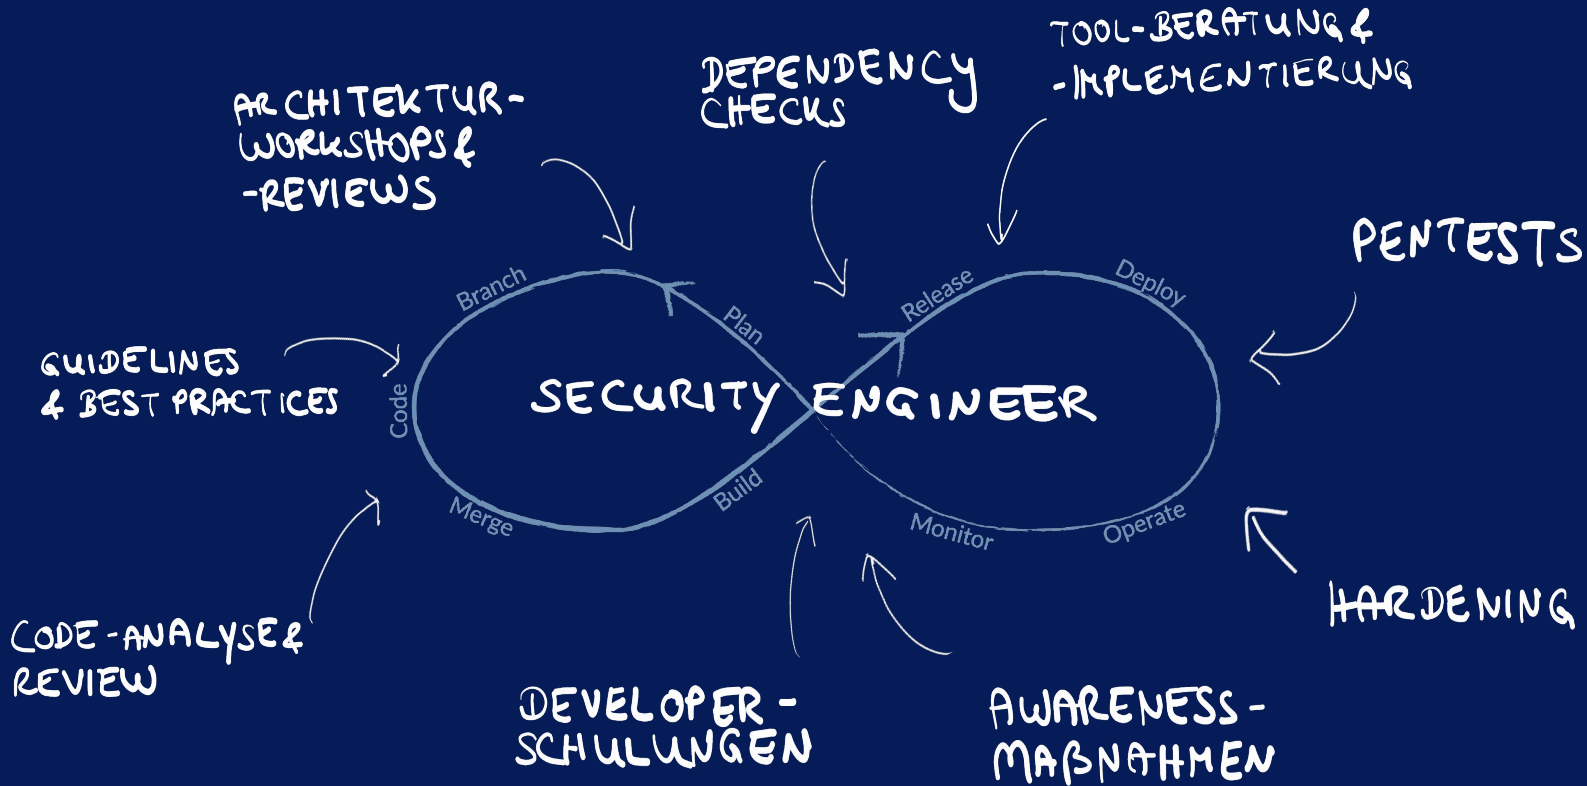 TOOL-BERATUNG &
-IMPLEMENTIERUNG
DEPENDENCY
CHECKS
ARCHITEKTUR-
WORKSHOPS &
-REVIEWS
PENTESTS
Branch
Plan
Release
Deploy
GUIDELINES
& BEST PRACTICES
Code
SECURITY ENGINEER
Merge
Build
Monitor
Operate
HARDENING
CODE-ANALYSE &
REVIEW
DEVELOPER-
SCHULUNGEN
AWARENESS-
MAßNAHMEN